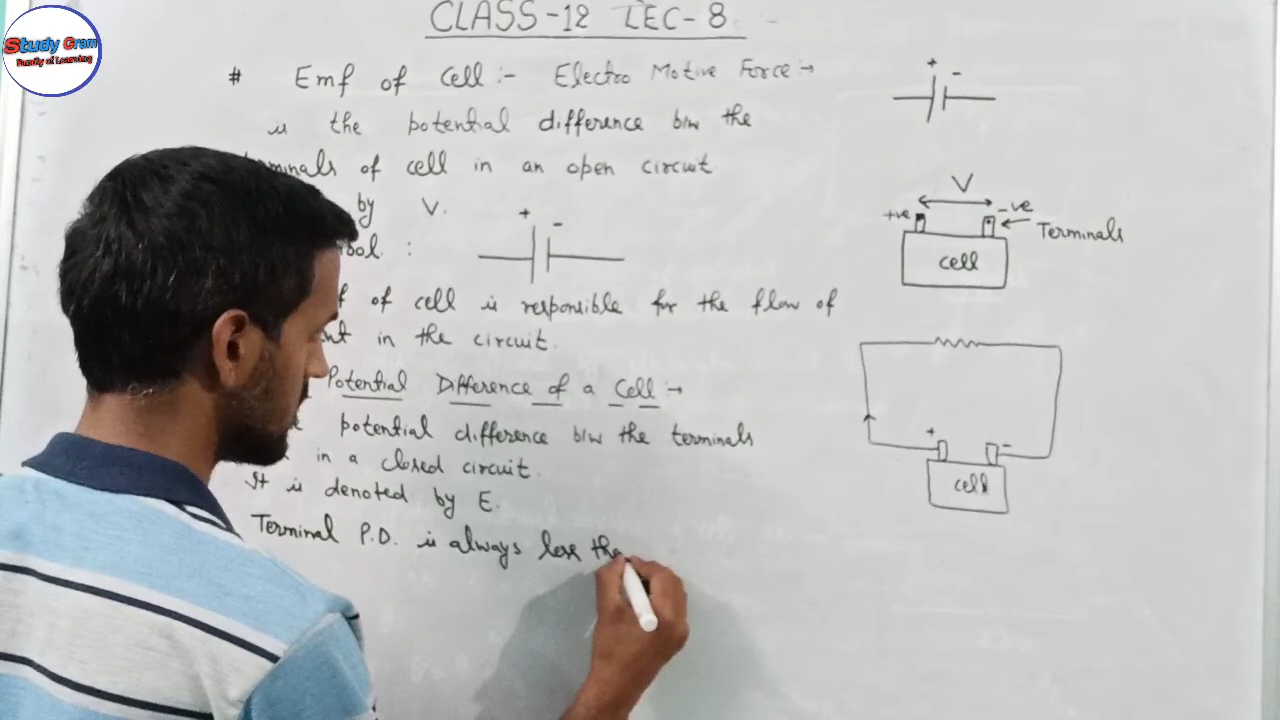 Study Gram
Family of Learning
CLASS-12 LEC-8
# Emf of Cell :- Electro Motive Force :→
is the potential difference b/w the
terminals of cell in an open circuit
by V.
+ -
:
of cell is responsible for the flow of
in the circuit.
Potential Difference of a Cell :→
potential difference b/w the terminals
in a closed circuit.
It is denoted by E.
Terminal P.D. is always less tha
+ -
V
+ve -ve
Terminals
cell
+ -
cell